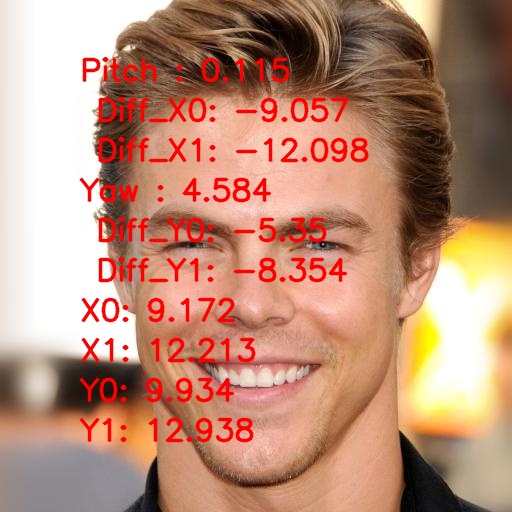 Pitch : 0.115
Diff_X0: -9.057
Diff_X1: -12.098
Yaw : 4.584
Diff_Y0: -5.35
Diff_Y1: -8.354
X0: 9.172
X1: 12.213
Y0: 9.934
Y1: 12.938